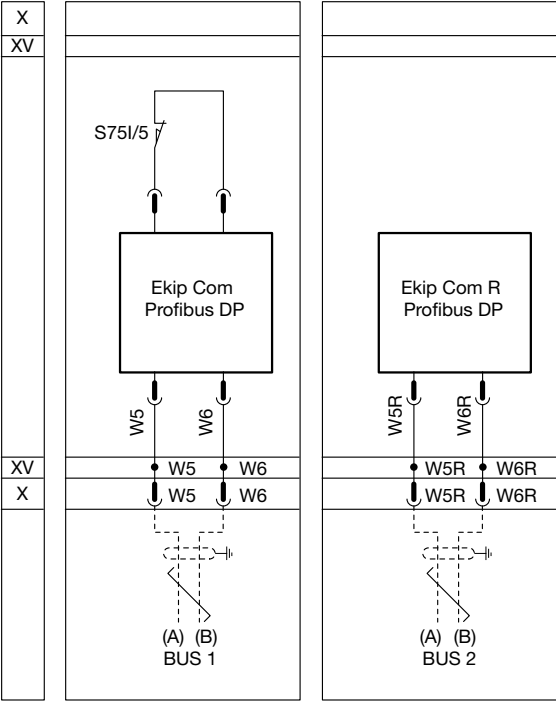 X
XV
S75I/5
Ekip Com
Profibus DP
Ekip Com R
Profibus DP
W5 W6
W5R W6R
XV W5 W6 W5R W6R
X W5 W6 W5R W6R
(A) (B)
BUS 1
(A) (B)
BUS 2